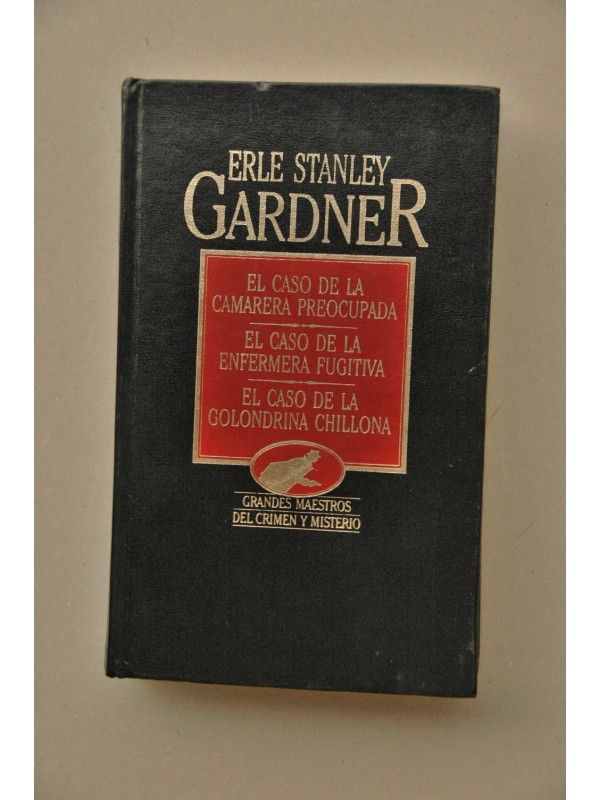 ERLE STANLEY
GARDNER
EL CASO DE LA
CAMARERA PREOCUPADA
EL CASO DE LA
ENFERMERA FUGITIVA
EL CASO DE LA
GOLONDRINA CHILLONA
GRANDES MAESTROS
DEL CRIMEN Y MISTERIO